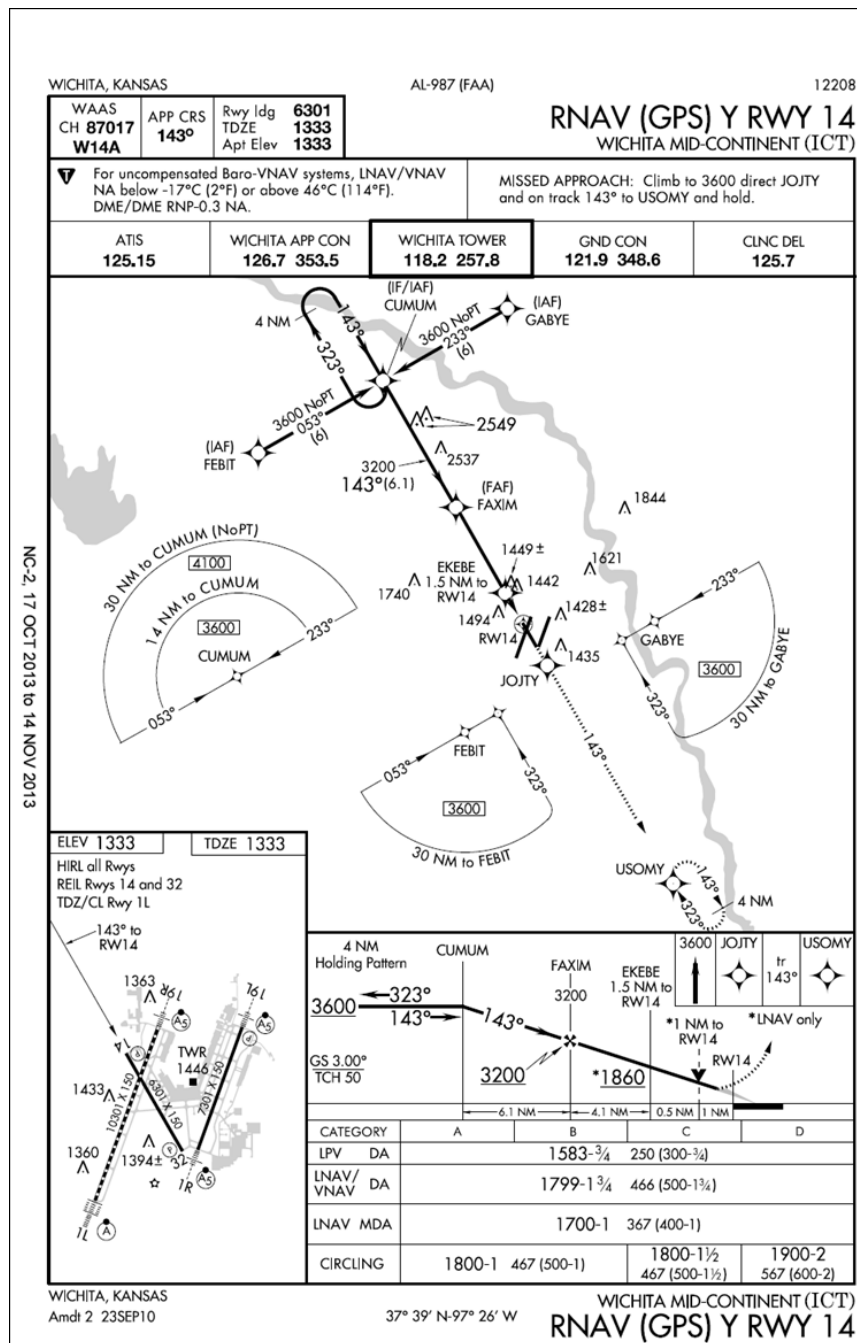 WICHITA, KANSAS
AL-987 (FAA)
12208
WAAS
CH 87017
W14A
APP CRS
143°
Rwy ldg 6301
TDZE 1333
Apt Elev 1333
RNAV (GPS) Y RWY 14
WICHITA MID-CONTINENT (ICT)
T
For uncompensated Baro-VNAV systems, LNAV/VNAV
NA below -17°C (2°F) or above 46°C (114°F).
DME/DME RNP-0.3 NA.
MISSED APPROACH: Climb to 3600 direct JOJTY
and on track 143° to USOMY and hold.
ATIS
125.15
WICHITA APP CON
126.7 353.5
WICHITA TOWER
118.2 257.8
GND CON
121.9 348.6
CLNC DEL
125.7
(IF/IAF)
CUMUM
4 NM
143°
323°
3600 NoPT
233°
(6)
(IAF)
GABYE
3600 NoPT
053°
(6)
(IAF)
FEBIT
2549
2537
3200
143°(6.1)
(FAF)
FAXIM
1844
1449±
EKEBE
1.5 NM to
RW14
1442
1621
1740
1494
1428±
RW14
1435
JOJTY
143°
30 NM to CUMUM (NoPT)
4100
14 NM to CUMUM
3600
CUMUM
233°
053°
233°
GABYE
3600
323°
30 NM to GABYE
053°
FEBIT
323°
3600
30 NM to FEBIT
USOMY
143°
323°
4 NM
NC-2, 17 OCT 2013 to 14 NOV 2013
ELEV 1333
TDZE 1333
HIRL all Rwys
REIL Rwys 14 and 32
TDZ/CL Rwy 1L
143° to
RW14
1363
19R
A5
19L
A5
14
P
P
TWR
1446
1433
10301 X 150
6301 X 150
7301 X 150
1360
1394±
P
32
1R
A5
1L
A
4 NM
Holding Pattern
CUMUM
FAXIM
3200
EKEBE
1.5 NM to
RW14
3600
JOJTY
tr
143°
USOMY
3600
323°
143°
143°
*1 NM to
RW14
*LNAV only
RW14
GS 3.00°
TCH 50
3200
*1860
6.1 NM
4.1 NM
0.5 NM
1 NM
CATEGORY A B C D
LPV DA 1583-¾ 250 (300-¾)
LNAV/
VNAV DA 1799-1¾ 466 (500-1¾)
LNAV MDA 1700-1 367 (400-1)
CIRCLING 1800-1 467 (500-1)
1800-1½
467 (500-1½)
1900-2
567 (600-2)
WICHITA, KANSAS
Amdt 2 23SEP10
37° 39' N-97° 26' W
WICHITA MID-CONTINENT (ICT)
RNAV (GPS) Y RWY 14